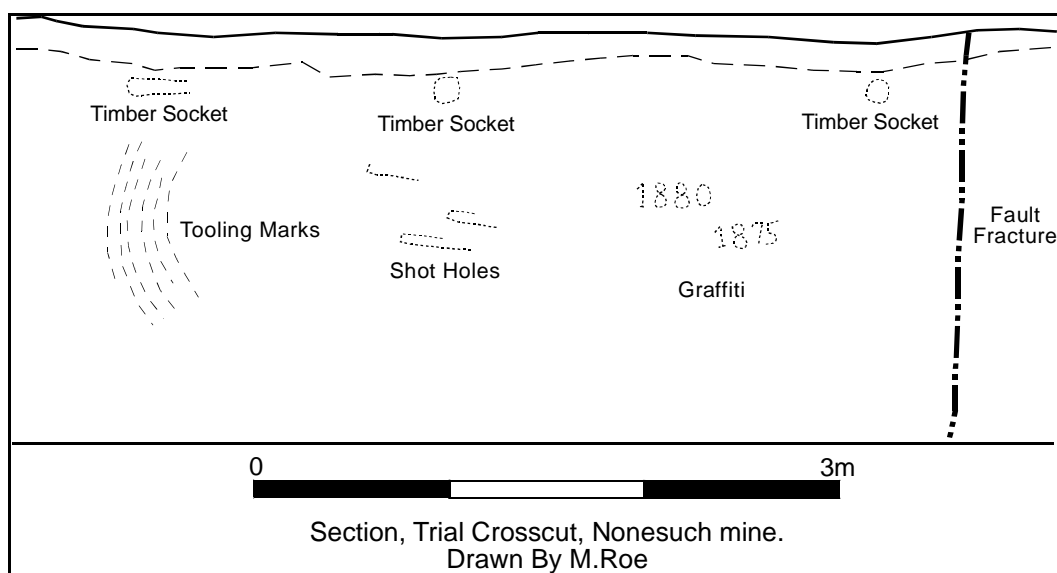 Timber Socket
Timber Socket
Timber Socket
1880
1875
Tooling Marks
Fault
Fracture
Shot Holes
Graffiti
0 3m
Section, Trial Crosscut, Nonesuch mine.
Drawn By M.Roe